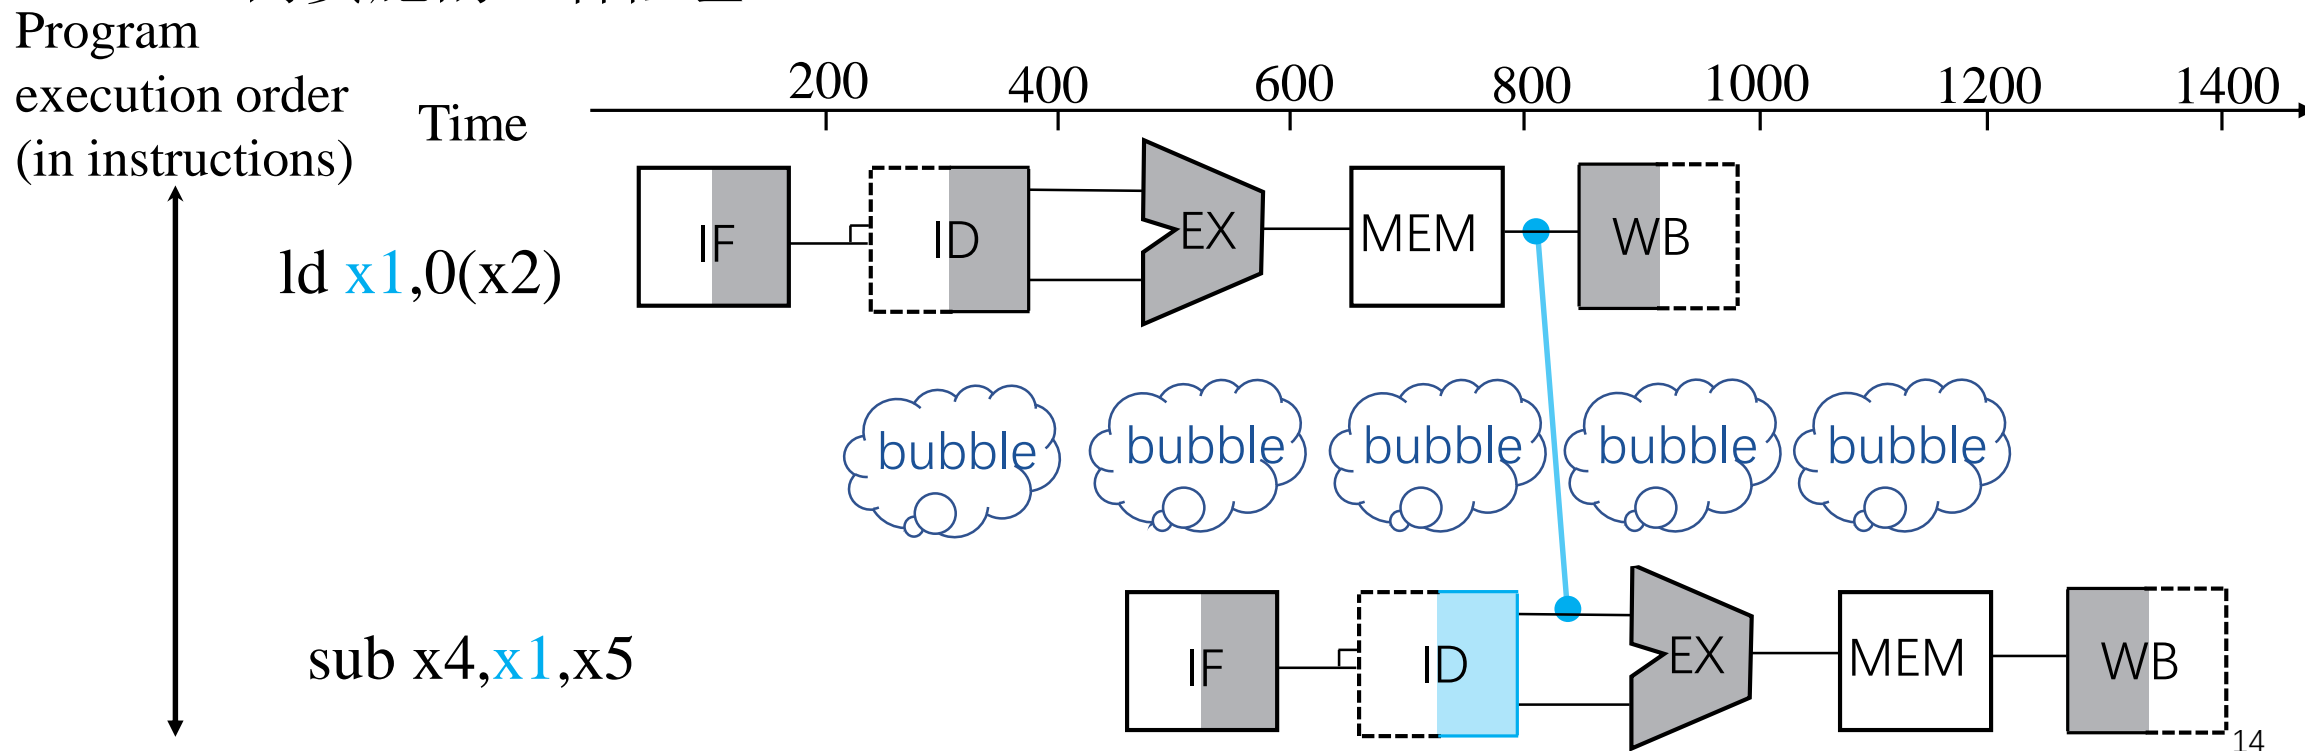 Program
execution order
(in instructions)
Time
200 400 600 800 1000 1200 1400
ld x1,0(x2)
IF ID EX MEM WB
bubble bubble bubble bubble bubble
sub x4,x1,x5
IF ID EX MEM WB
14